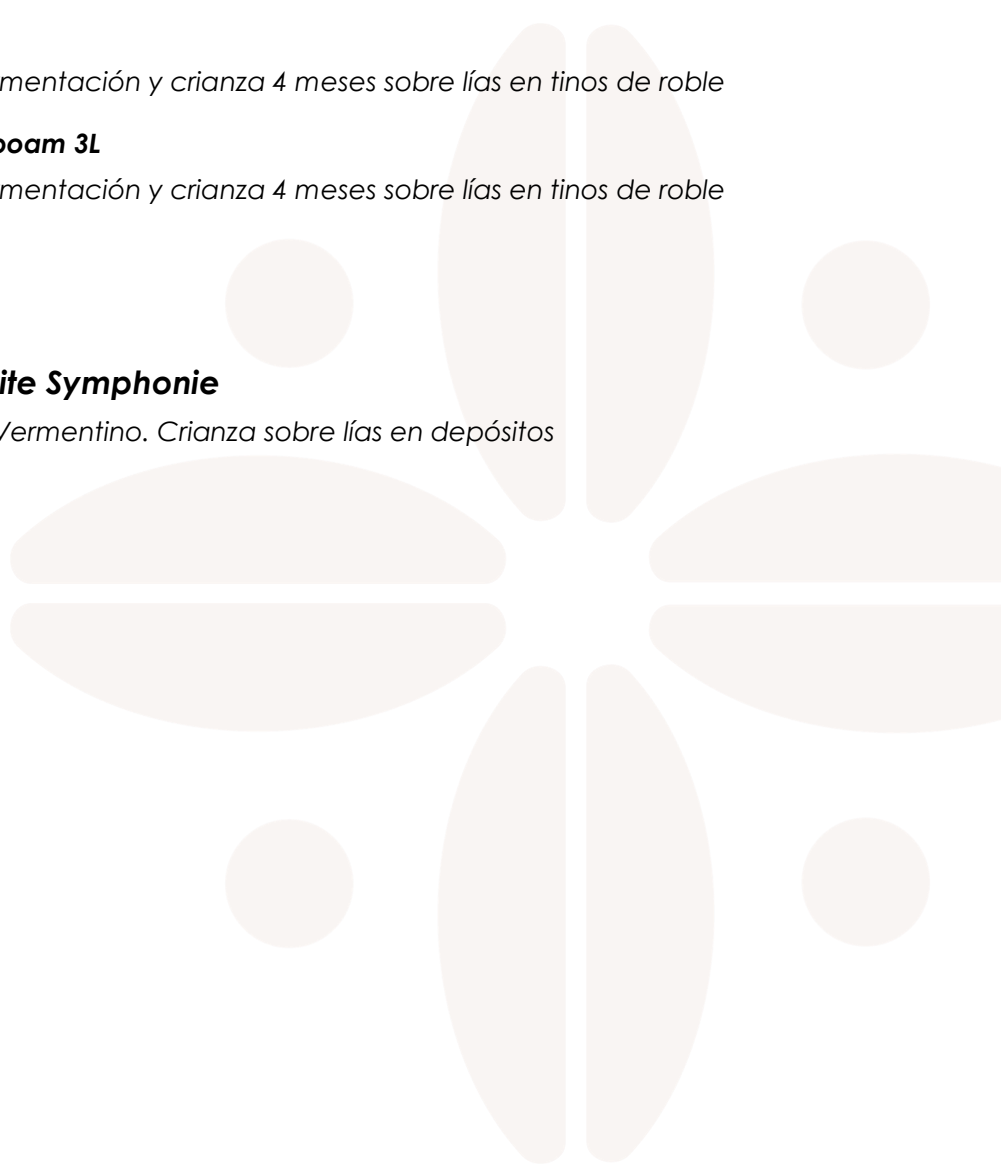 mentación y crianza 4 meses sobre lías en tinos de roble
boam 3L
mentación y crianza 4 meses sobre lías en tinos de roble
ite Symphonie
Vermentino. Crianza sobre lías en depósitos